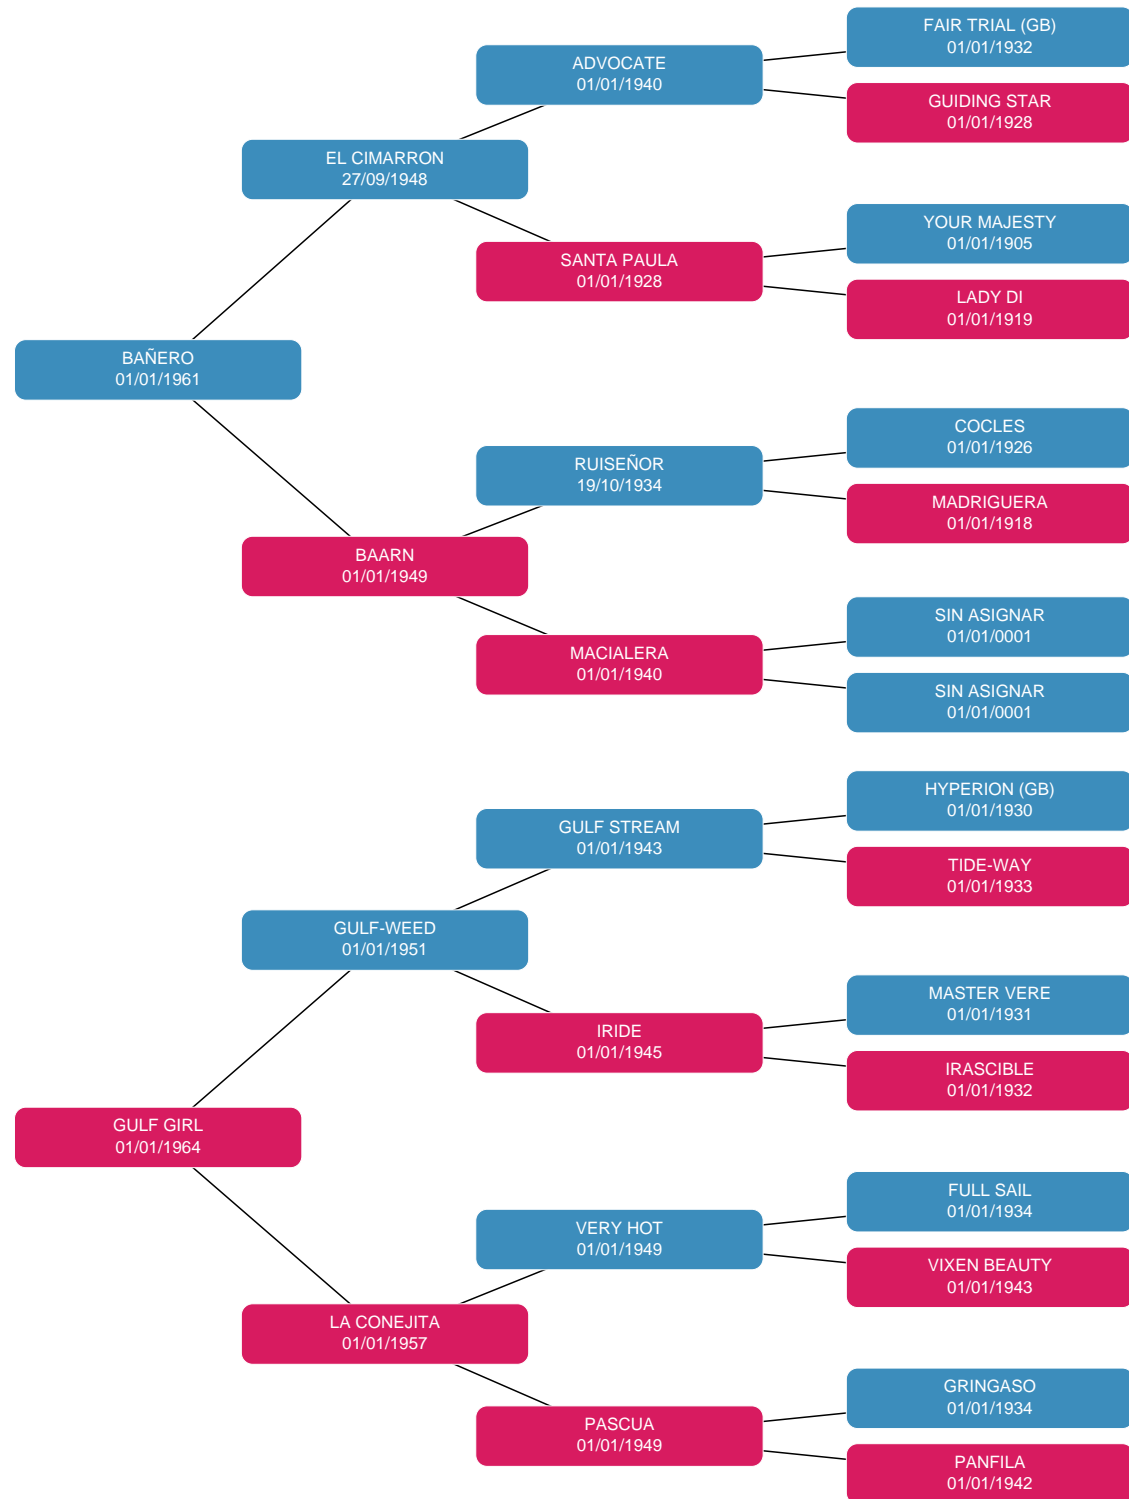 FAIR TRIAL (GB)
01/01/1932
ADVOCATE
01/01/1940
GUIDING STAR
01/01/1928
EL CIMARRON
27/09/1948
YOUR MAJESTY
01/01/1905
SANTA PAULA
01/01/1928
LADY DI
01/01/1919
BAÑERO
01/01/1961
COCLES
01/01/1926
RUISEÑOR
19/10/1934
MADRIGUERA
01/01/1918
BAARN
01/01/1949
SIN ASIGNAR
01/01/0001
MACIALERA
01/01/1940
SIN ASIGNAR
01/01/0001
HYPERION (GB)
01/01/1930
GULF STREAM
01/01/1943
TIDE-WAY
01/01/1933
GULF-WEED
01/01/1951
MASTER VERE
01/01/1931
IRIDE
01/01/1945
IRASCIBLE
01/01/1932
GULF GIRL
01/01/1964
FULL SAIL
01/01/1934
VERY HOT
01/01/1949
VIXEN BEAUTY
01/01/1943
LA CONEJITA
01/01/1957
GRINGASO
01/01/1934
PASCUA
01/01/1949
PANFILA
01/01/1942